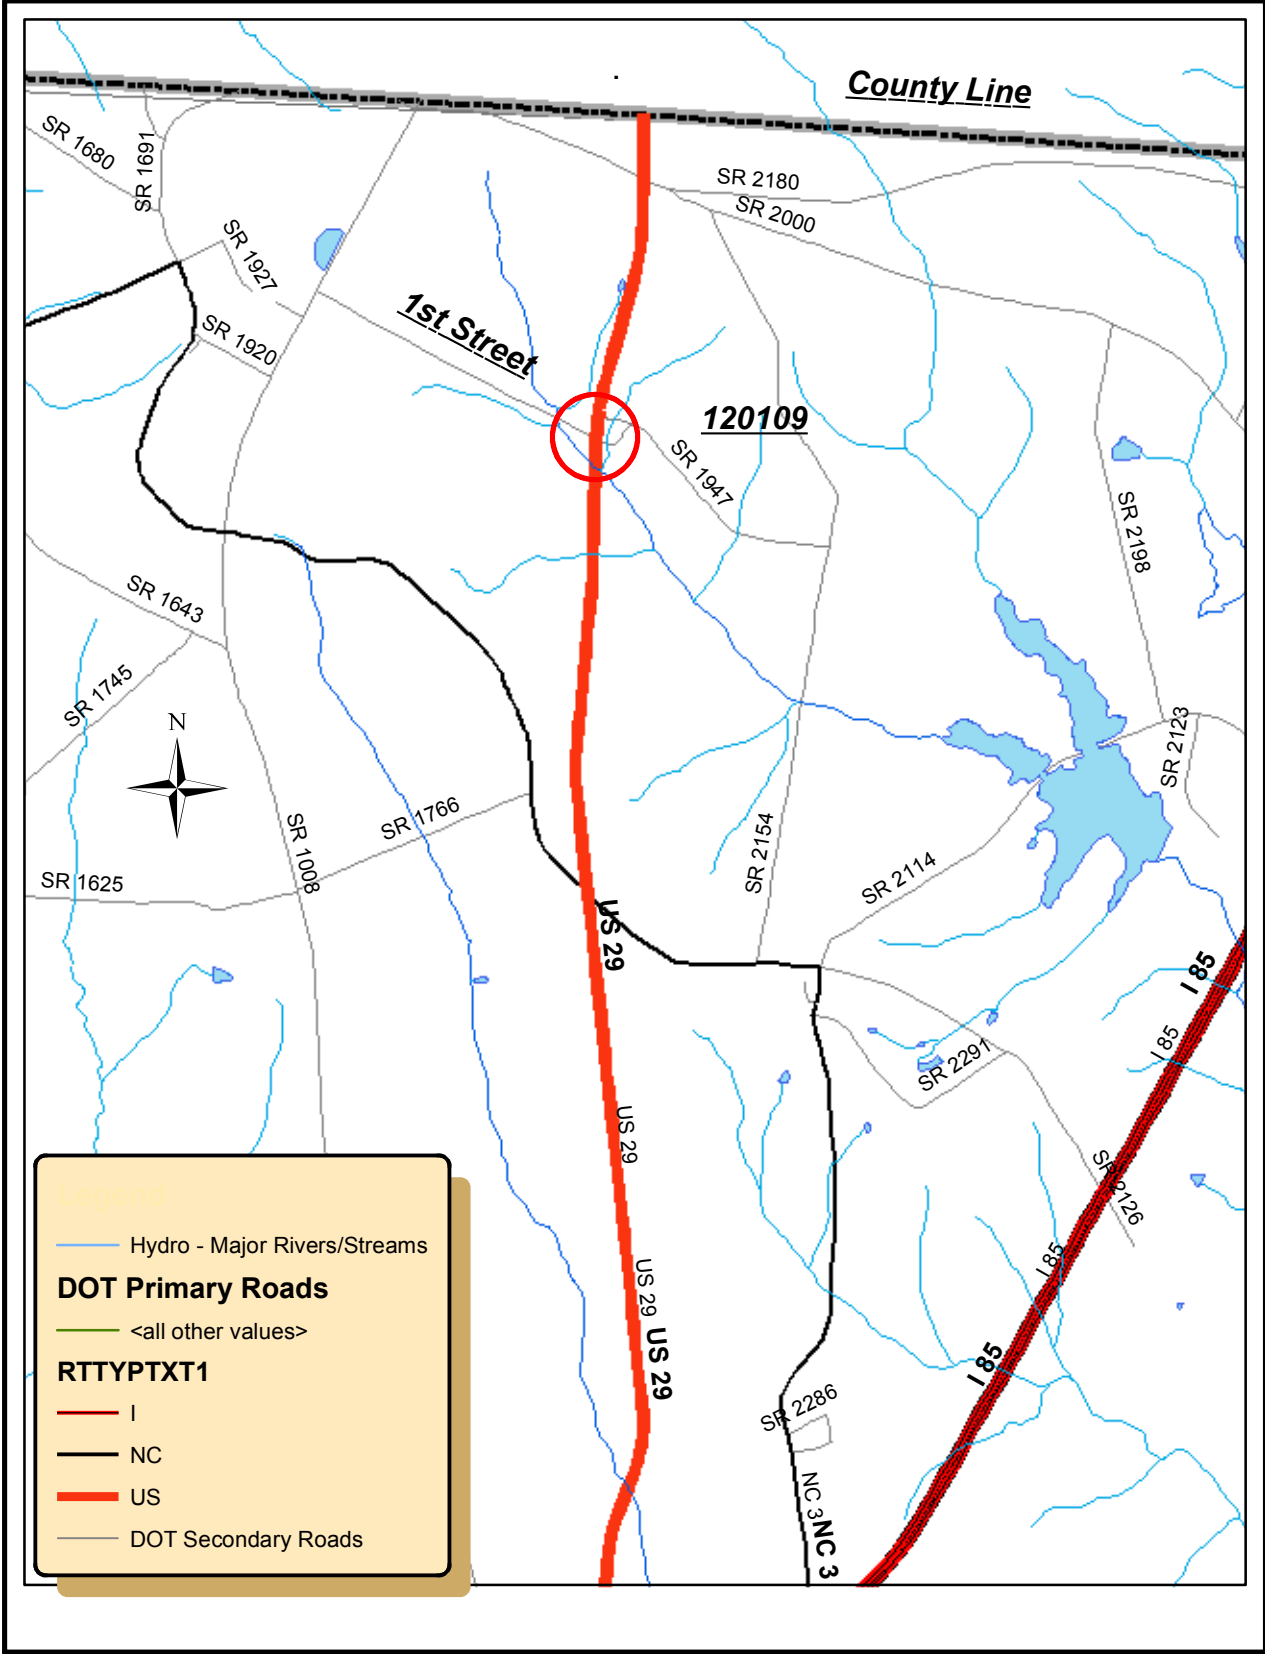 County Line
SR 1680
SR 1691
SR 2180
SR 2000
SR 1927
1st Street
SR 1920
120109
SR 1947
SR 2198
SR 1643
SR 1745
N
SR 2123
SR 1766
SR 1008
SR 2154
SR 2114
SR 1625
US 29
I 85
I 85
SR 2291
US 29
SR 2126
I 85
US 29
US 29
I 85
SR 2286
NC 3
NC 3
Legend
Hydro - Major Rivers/Streams
DOT Primary Roads
<all other values>
RTTYPTXT1
I
NC
US
DOT Secondary Roads